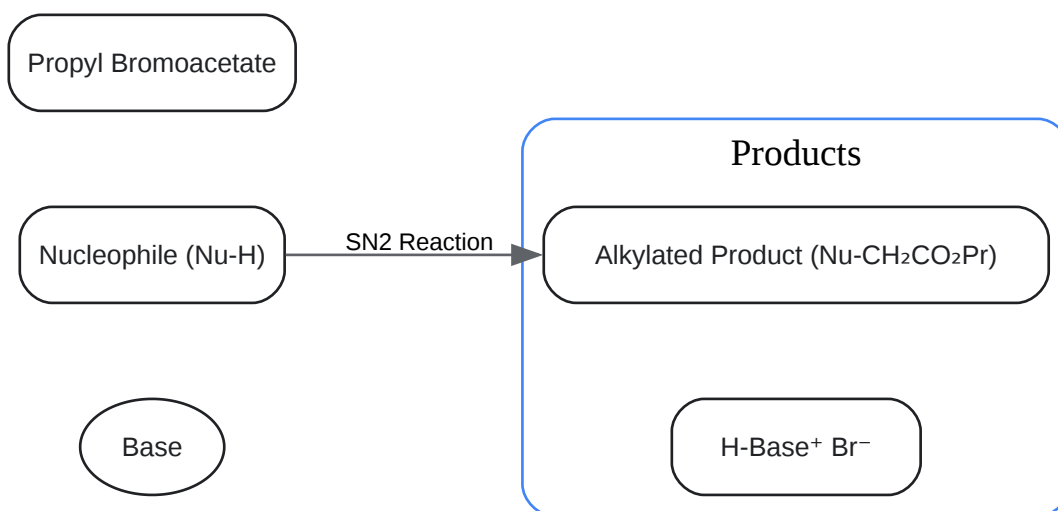 Propyl Bromoacetate
Products
Nucleophile (Nu-H)
SN2 Reaction
Alkylated Product (Nu-CH₂CO₂Pr)
Base
H-Base⁺ Br⁻